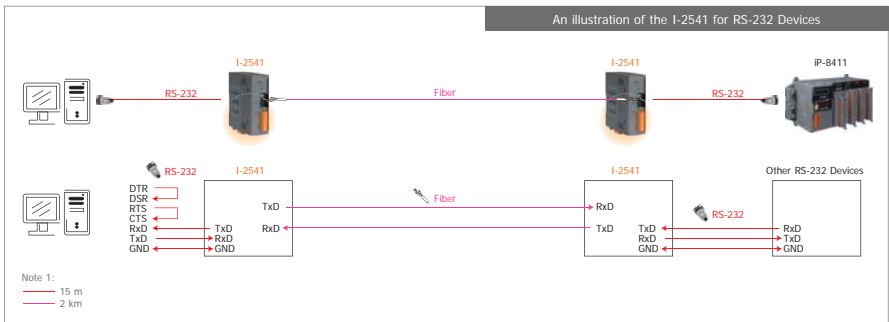 An illustration of the I-2541 for RS-232 Devices
I-2541
I-2541
iP-8411
RS-232
Fiber
RS-232
RS-232
I-2541
I-2541
Other RS-232 Devices
Fiber
RS-232
DTR
DSR
RTS
CTS
RxD
TxD
GND
TxD
RxD
TxD
RxD
GND
RxD
TxD
TxD
RxD
GND
RxD
TxD
GND
Note 1:
15 m
2 km